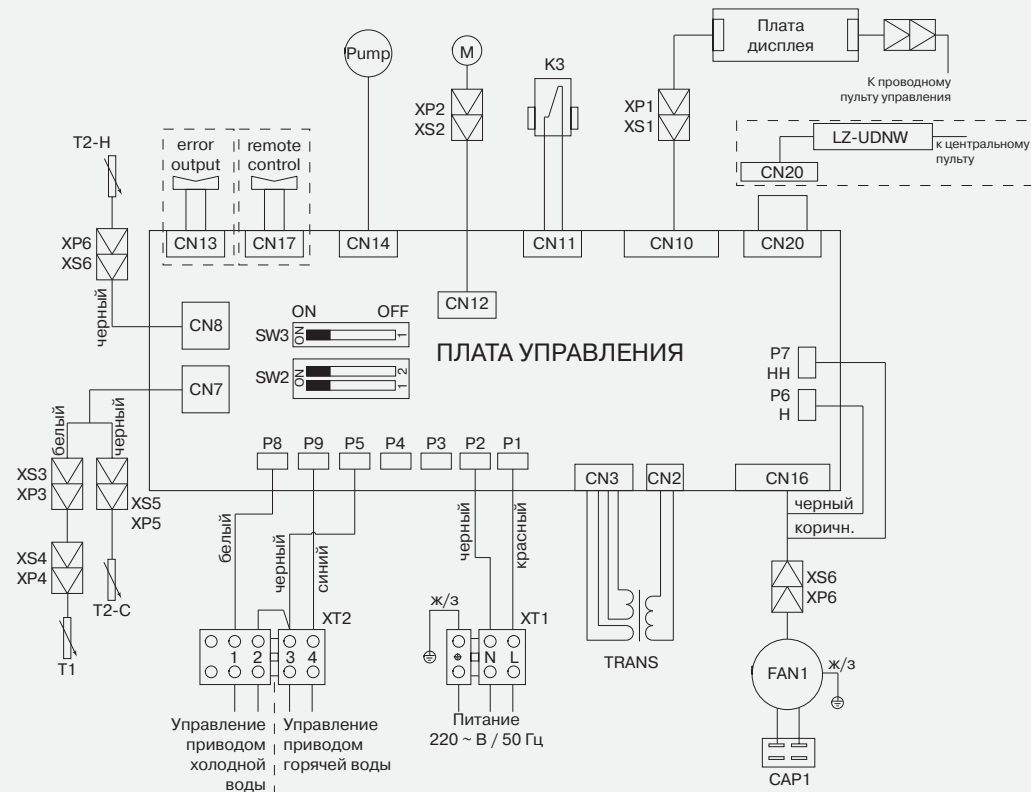 Плата
дисплея
К проводному
пульту управления
Pump
M
K3
XP2
XS2
XP1
XS1
LZ-UDNW
к центральному
пульту
CN20
T2-H
error
output
remote
control
XP6
XS6
CN13
CN17
CN14
CN11
CN10
CN20
черный
CN8
CN12
ON
OFF
SW3
ON
1
SW2
ON
2
1
ПЛАТА УПРАВЛЕНИЯ
P7
HH
P6
H
CN7
белый
черный
P8
P9
P5
P4
P3
P2
P1
CN3
CN2
CN16
XS3
XP3
XS5
XP5
XS4
XP4
T2-C
T1
белый
черный
синий
черный
красный
черный
коричн.
XS6
XP6
ж/з
XT2
1
2
3
4
XT1
N
L
TRANS
FAN1
ж/з
CAP1
Управление
приводом
холодной
воды
Управление
приводом
горячей воды
Питание
220 ~ В / 50 Гц